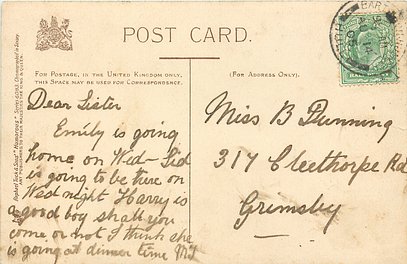 POST CARD.
FOR POSTAGE, IN THE UNITED KINGDOM ONLY,
THIS SPACE MAY BE USED FOR CORRESPONDENCE.
(FOR ADDRESS ONLY).
Dear Sister
Emily is going
home on Wed - Sid
is going to be there on
Wed night Harry is
a good boy shall you
come or not I think she
is going at dinner time
Miss B Dunning
317 Cleethorpe Rd
Grimsby